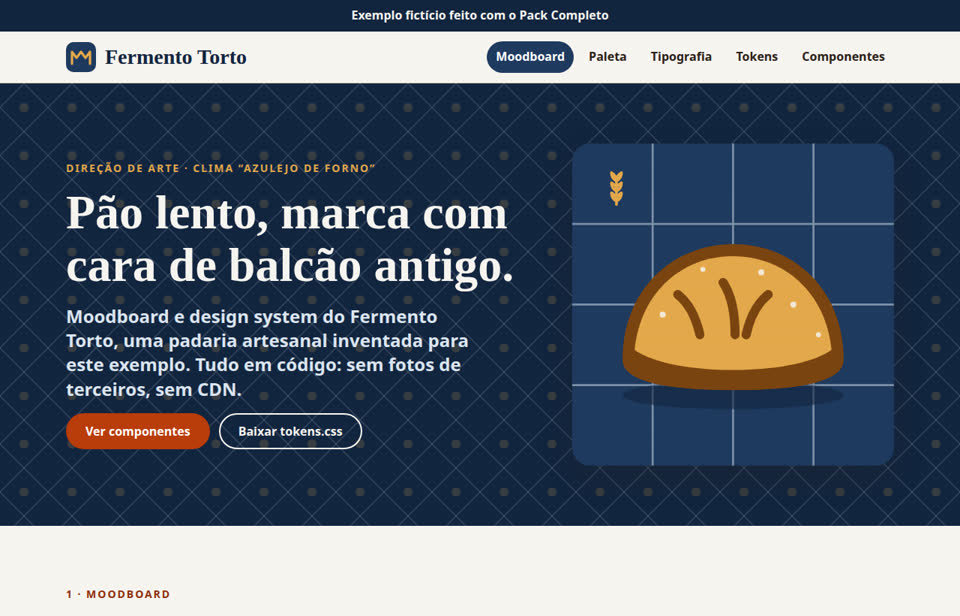 Exemplo fictício feito com o Pack Completo
Fermento Torto
Moodboard
Paleta
Tipografia
Tokens
Componentes
DIREÇÃO DE ARTE · CLIMA “AZULEJO DE FORNO”
Pão lento, marca com
cara de balcão antigo.
Moodboard e design system do Fermento
Torto, uma padaria artesanal inventada para
este exemplo. Tudo em código: sem fotos de
terceiros, sem CDN.
Ver componentes
Baixar tokens.css
1 · MOODBOARD